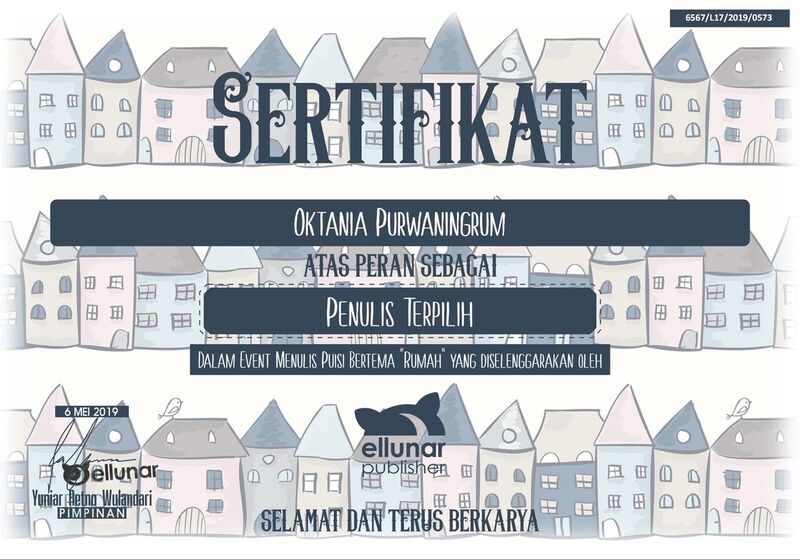 6567/L17/2019/0573
SERTIFIKAT
OKTANIA PURWANINGRUM
ATAS PERAN SEBAGAI
PENULIS TERPILIH
DALAM EVENT MENULIS PUISI BERTEMA "RUMAH" YANG DISELENGGARAKAN OLEH
6 MEI 2019
ellunar
Yuniar Retno Wulandari
PIMPINAN
ellunar
publisher
SELAMAT DAN TERUS BERKARYA